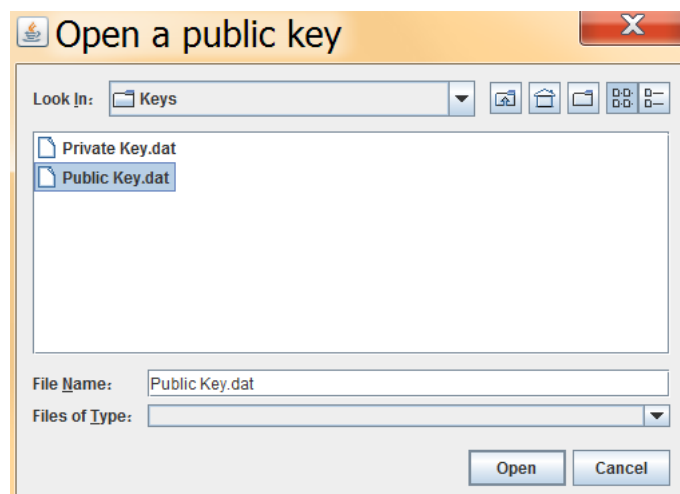 Open a public key
X
Look In: Keys
Private Key.dat
Public Key.dat
File Name: Public Key.dat
Files of Type:
Open Cancel